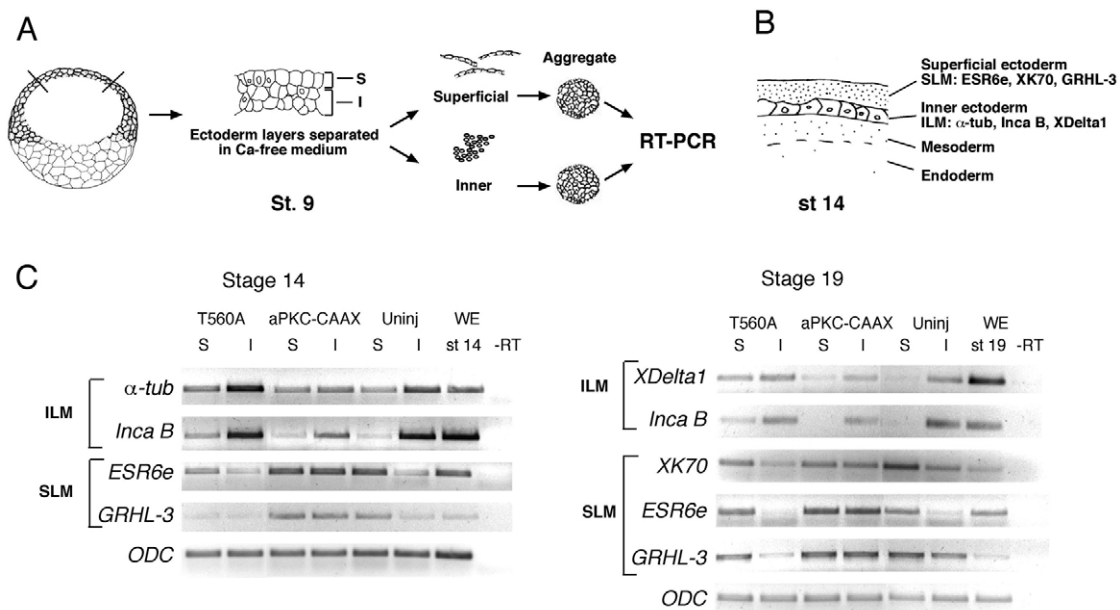 A
B
S
I
Ectoderm layers separated
in Ca-free medium
St. 9
Superficial
Inner
Aggregate
RT-PCR
Superficial ectoderm
SLM: ESR6e, XK70, GRHL-3
Inner ectoderm
ILM: α-tub, Inca B, XDelta1
Mesoderm
Endoderm
st 14
C
Stage 14
T560A aPKC-CAAX Uninj WE
S I S I S I st 14 -RT
ILM
α-tub
Inca B
SLM
ESR6e
GRHL-3
ODC
Stage 19
T560A aPKC-CAAX Uninj WE
S I S I S I st 19 -RT
ILM
XDelta1
Inca B
SLM
XK70
ESR6e
GRHL-3
ODC